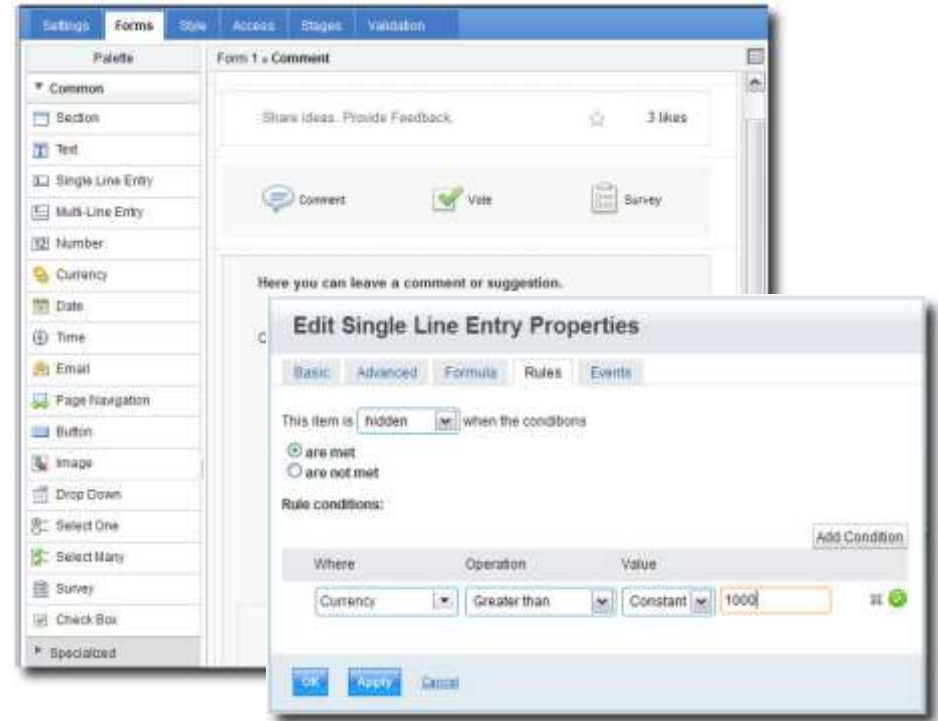 Settings Forms Style Access Stages Validation
Palette
Form 1 » Comment
Common
Section
Text
Single Line Entry
Multi-Line Entry
Number
Currency
Date
Time
Email
Page Navigation
Button
Image
Drop Down
Select One
Select Many
Survey
Check Box
Specialized
Share ideas. Provide Feedback.
3 likes
Comment
Vote
Survey
Here you can leave a comment or suggestion.
C
Edit Single Line Entry Properties
Basic Advanced Formula Rules Events
This item is hidden when the conditions
are met
are not met
Rule conditions:
Add Condition
Where Operation Value
Currency Greater than Constant 1000
OK Apply Cancel